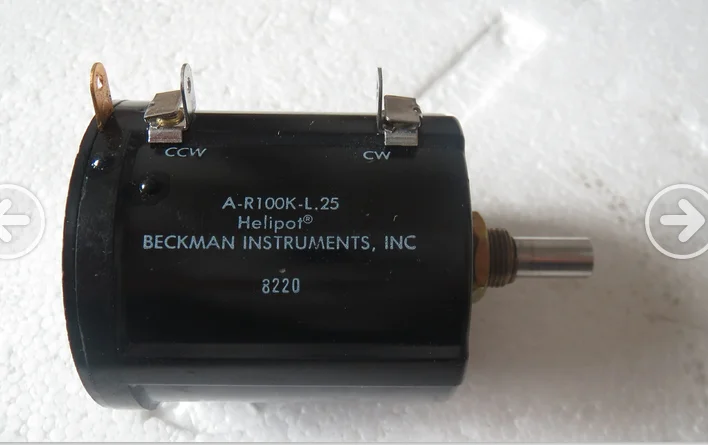 CCW CW
A-R100K-L.25
Helipot®
BECKMAN INSTRUMENTS, INC
8220